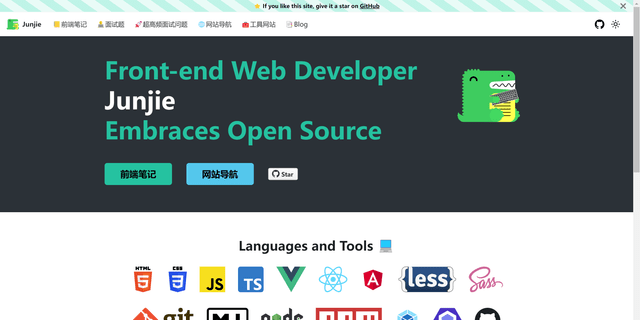 ⭐ If you like this site, give it a star on GitHub
Junjie 前端笔记 面试题 超高频面试问题 网站导航 工具网站 Blog
Front-end Web Developer
Junjie
Embraces Open Source
前端笔记 网站导航 Star
Languages and Tools
HTML CSS JS TS {less} Sass
git M node npm